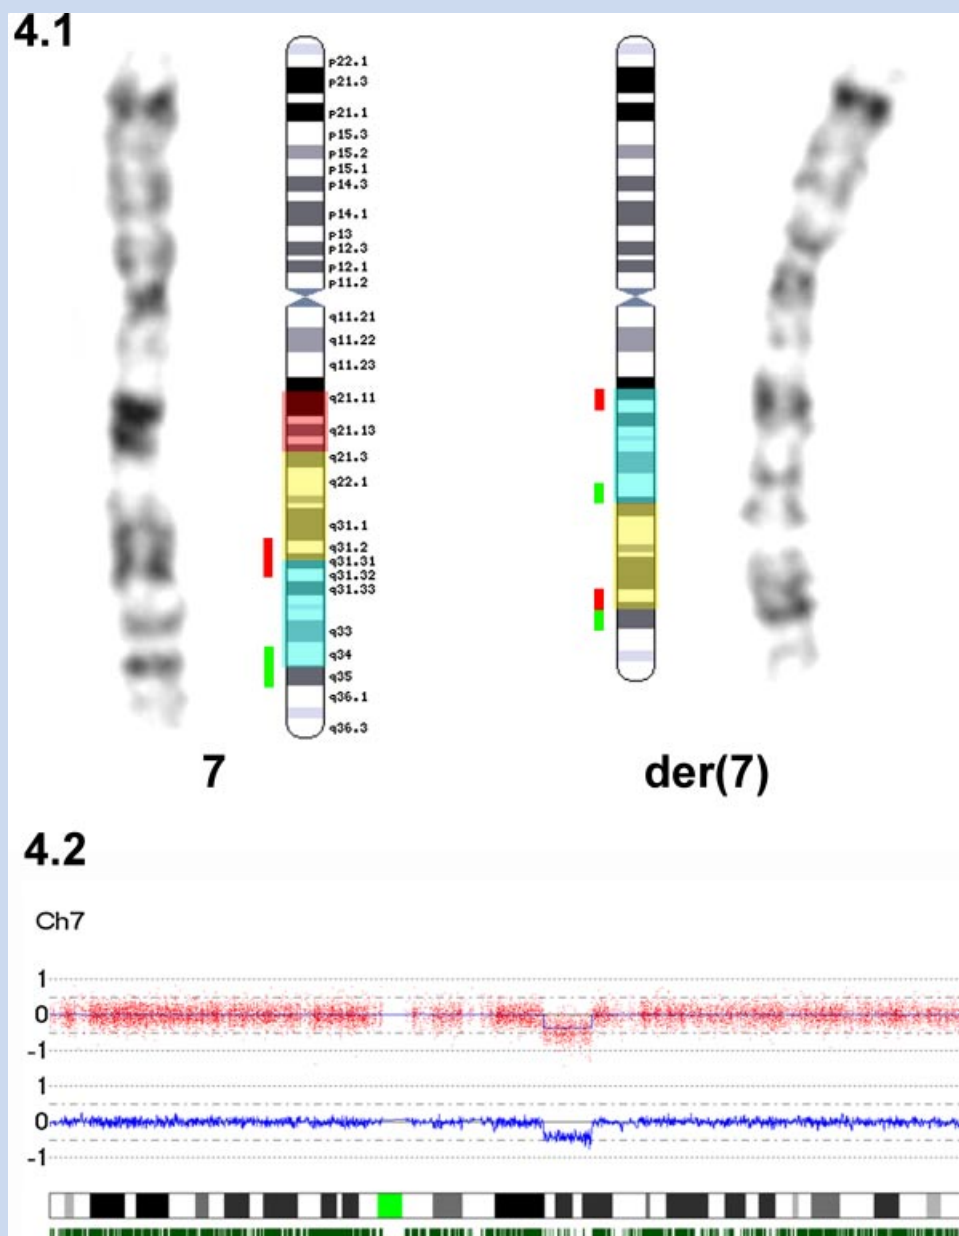 4.1
p22.1
p21.3
p21.1
p15.3
p15.2
p15.1
p14.3
p14.1
p13
p12.3
p12.1
p11.2
q11.21
q11.22
q11.23
q21.11
q21.13
q21.3
q22.1
q31.1
q31.2
q31.31
q31.32
q31.33
q33
q34
q35
q36.1
q36.3
7
der(7)
4.2
Ch7
1
0
-1
1
0
-1